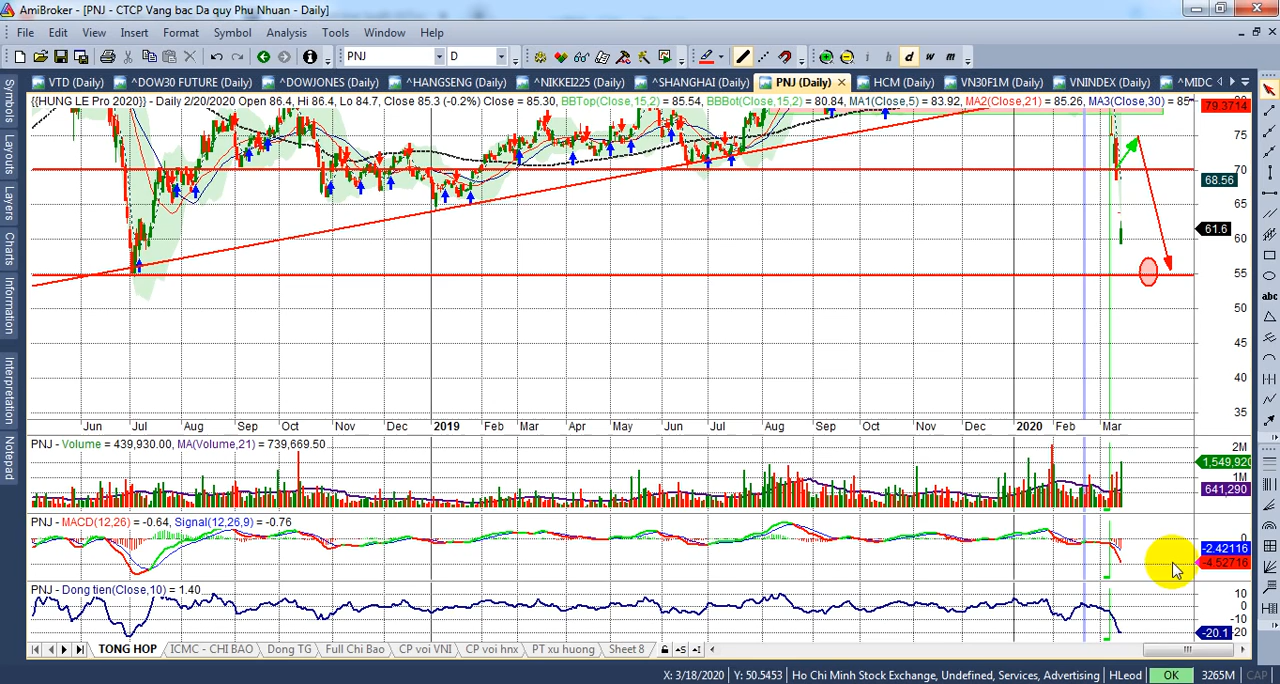 AmiBroker - [PNJ - CTCP Vang bac Da quy Phu Nhuan - Daily]
File Edit View Insert Format Symbol Analysis Tools Window Help
PNJ D i d w m
VTD (Daily) ^DOW30 FUTURE (Daily) ^DOWJONES (Daily) ^HANGSENG (Daily) ^NIKKEI225 (Daily) ^SHANGHAI (Daily) PNJ (Daily) HCM (Daily) VN30F1M (Daily) VNINDEX (Daily) ^MIDC
{{HUNG LE Pro 2020}} - Daily 2/20/2020 Open 86.4, Hi 86.4, Lo 84.7, Close 85.3 (-0.2%) Close = 85.30, BBTop(Close,15,2) = 85.54, BBBot(Close,15,2) = 80.84, MA1(Close,5) = 83.92, MA2(Close,21) = 85.26, MA3(Close,30) = 85
79.3714
75
70
68.56
65
61.6
60
55
50
45
40
35
Symbols
Layouts
Layers
Charts
Information
Interpretation
Notepad
abc
Jun Jul Aug Sep Oct Nov Dec 2019 Feb Mar Apr May Jun Jul Aug Sep Oct Nov Dec 2020 Feb Mar
PNJ - Volume = 439,930.00, MA(Volume,21) = 739,669.50
2M
1,549,920
1M
641,290
PNJ - MACD(12,26) = -0.64, Signal(12,26,9) = -0.76
0
-2.42116
-4.52716
PNJ - Dong tien(Close,10) = 1.40
10
0
-10
-20.1
-20
TONG HOP ICMC - CHI BAO Dong TG Full Chi Bao CP voi VNI CP voi hnx PT xu huong Sheet 8
X: 3/18/2020 Y: 50.5453 Ho Chi Minh Stock Exchange, Undefined, Services, Advertising HLeod OK 3265M CAP